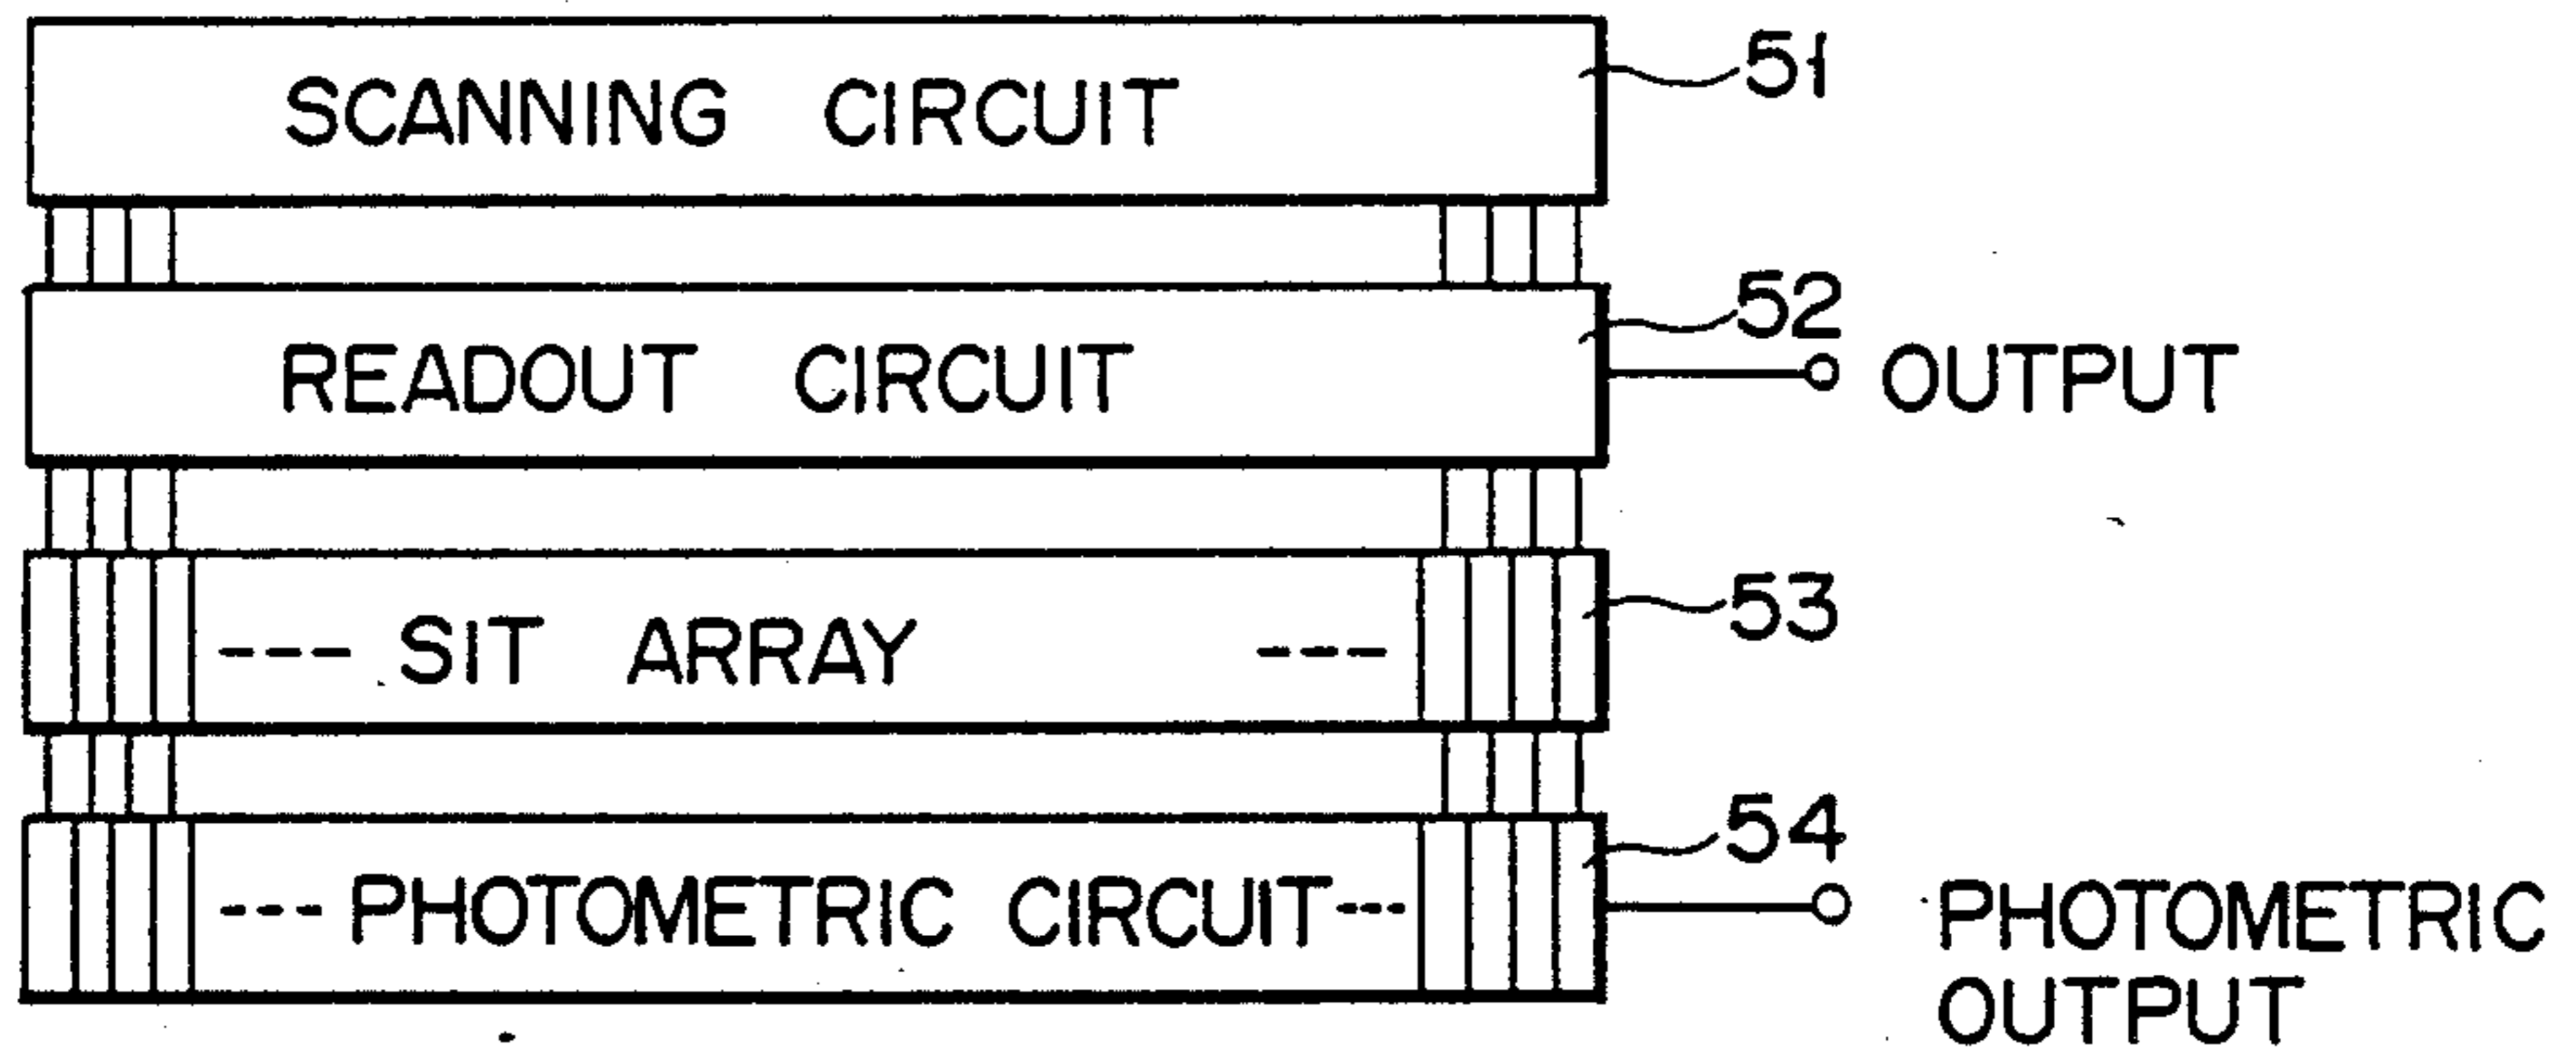 SCANNING CIRCUIT
51
READOUT CIRCUIT
52
OUTPUT
--- SIT ARRAY ---
53
--- PHOTOMETRIC CIRCUIT ---
54
PHOTOMETRIC
OUTPUT